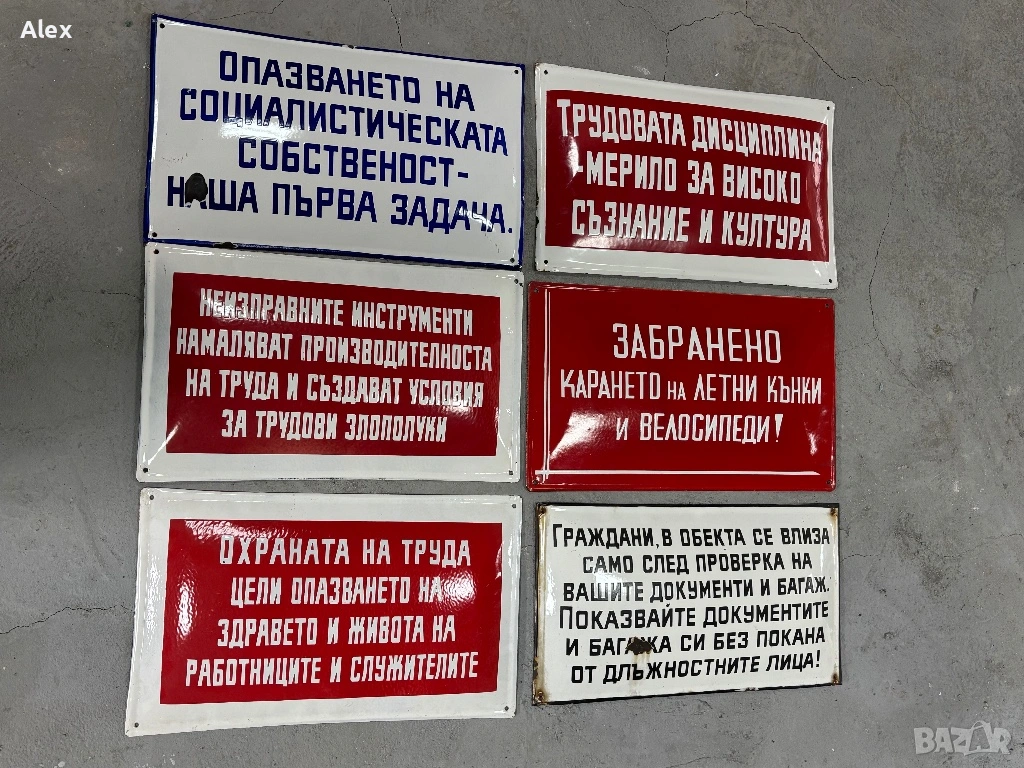 Alex
ОПАЗВАНЕТО НА
СОЦИАЛИСТИЧЕСКАТА
СОБСТВЕНОСТ-
НАША ПЪРВА ЗАДАЧА.
ТРУДОВАТА ДИСЦИПЛИНА
-МЕРИЛО ЗА ВИСОКО
СЪЗНАНИЕ И КУЛТУРА
НЕИЗПРАВНИТЕ ИНСТРУМЕНТИ
НАМАЛЯВАТ ПРОИЗВОДИТЕЛНОСТА
НА ТРУДА И СЪЗДАВАТ УСЛОВИЯ
ЗА ТРУДОВИ ЗЛОПОЛУКИ
ЗАБРАНЕНО
КАРАНЕТО НА ЛЕТНИ КЪНКИ
И ВЕЛОСИПЕДИ!
ОХРАНАТА НА ТРУДА
ЦЕЛИ ОПАЗВАНЕТО НА
ЗДРАВЕТО И ЖИВОТА НА
РАБОТНИЦИТЕ И СЛУЖИТЕЛИТЕ
ГРАЖДАНИ, В ОБЕКТА СЕ ВЛИЗА
САМО СЛЕД ПРОВЕРКА НА
ВАШИТЕ ДОКУМЕНТИ И БАГАЖ.
ПОКАЗВАЙТЕ ДОКУМЕНТИТЕ
И БАГАЖА СИ БЕЗ ПОКАНА
ОТ ДЛЪЖНОСТНИТЕ ЛИЦА!
BAZAR